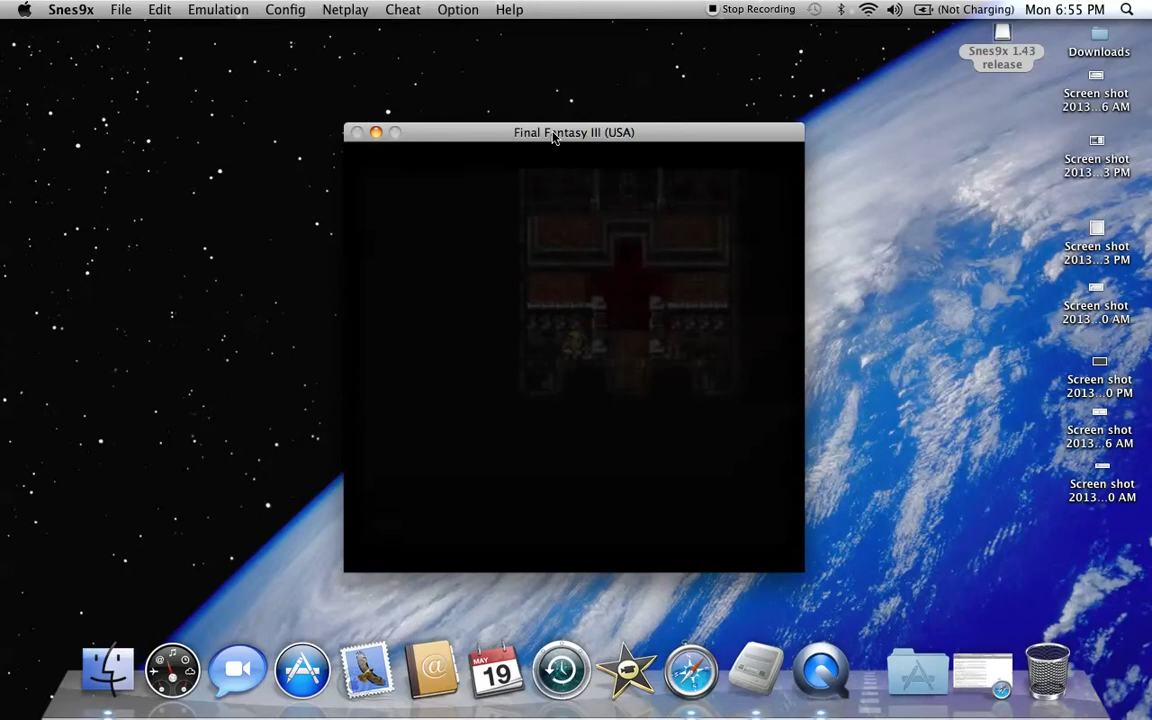 Snes9x File Edit Emulation Config Netplay Cheat Option Help Stop Recording (Not Charging) Mon 6:55 PM
Snes9x 1.43
release
Downloads
Screen shot
2013...6 AM
Screen shot
2013...3 PM
Screen shot
2013...3 PM
Screen shot
2013...0 AM
Screen shot
2013...0 PM
Screen shot
2013...6 AM
Screen shot
2013...0 AM
Final Fantasy III (USA)
MAY
19